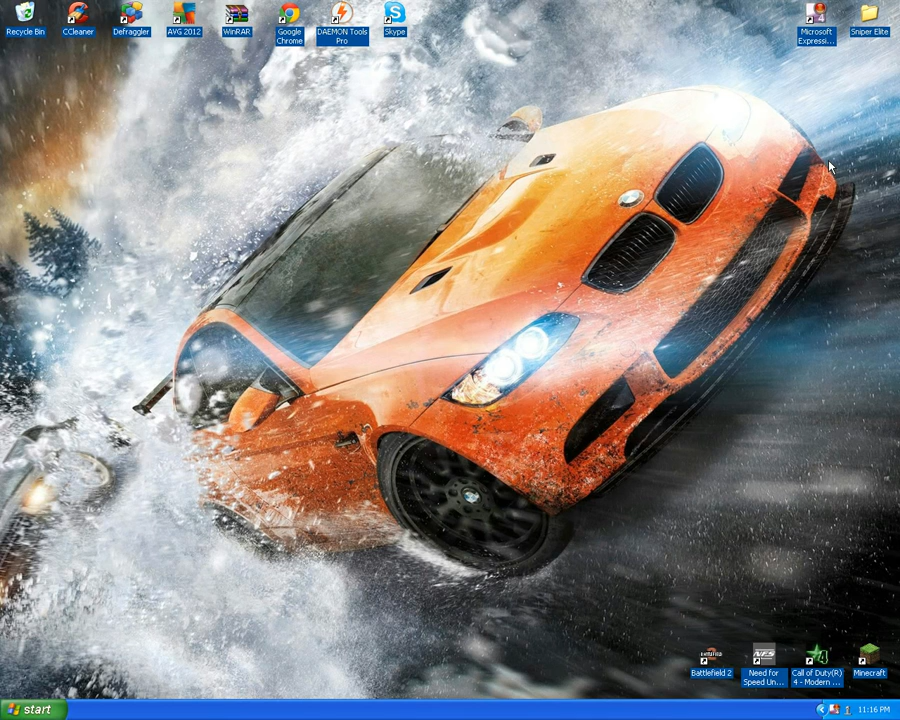 Recycle Bin
CCleaner
Defraggler
AVG 2012
WinRAR
Google
Chrome
DAEMON Tools
Pro
Skype
Microsoft
Expressi...
Sniper Elite
Battlefield 2
NFS
Need for
Speed Un...
Call of Duty(R)
4 - Modern ...
Minecraft
start
11:16 PM